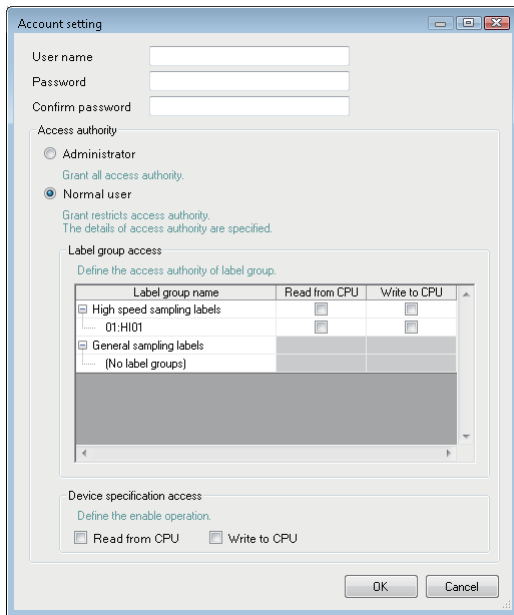 Account setting
User name
Password
Confirm password
Access authority
Administrator
Grant all access authority.
Normal user
Grant restricts access authority.
The details of access authority are specified.
Label group access
Define the access authority of label group.
Label group name Read from CPU Write to CPU
High speed sampling labels
01:HI01
General sampling labels
(No label groups)
Device specification access
Define the enable operation.
Read from CPU Write to CPU
OK Cancel